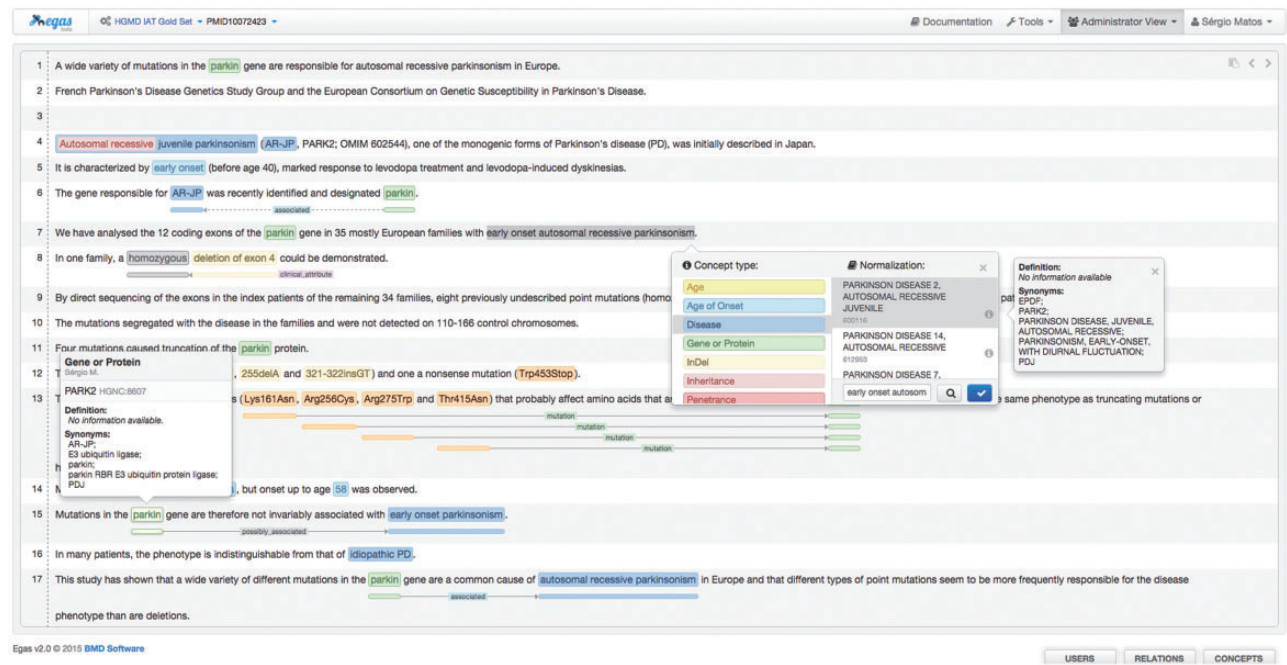 egas
beta
HGMD IAT Gold Set PMID10072423
Documentation Tools Administrator View Sérgio Matos
1 A wide variety of mutations in the parkin gene are responsible for autosomal recessive parkinsonism in Europe.
2 French Parkinson's Disease Genetics Study Group and the European Consortium on Genetic Susceptibility in Parkinson's Disease.
3
4 Autosomal recessive juvenile parkinsonism (AR-JP, PARK2; OMIM 602544), one of the monogenic forms of Parkinson's disease (PD), was initially described in Japan.
5 It is characterized by early onset (before age 40), marked response to levodopa treatment and levodopa-induced dyskinesias.
6 The gene responsible for AR-JP was recently identified and designated parkin.
associated
7 We have analysed the 12 coding exons of the parkin gene in 35 mostly European families with early onset autosomal recessive parkinsonism.
8 In one family, a homozygous deletion of exon 4 could be demonstrated.
clinical_attribute
9 By direct sequencing of the exons in the index patients of the remaining 34 families, eight previously undescribed point mutations (homo
pat
10 The mutations segregated with the disease in the families and were not detected on 110-166 control chromosomes.
11 Four mutations caused truncation of the parkin protein.
12 T , 255delA and 321-322insGT) and one a nonsense mutation (Trp453Stop).
13 T s (Lys161Asn, Arg256Cys, Arg275Trp and Thr415Asn) that probably affect amino acids that a e same phenotype as truncating mutations or
mutation
mutation
mutation
mutation
h
14 M , but onset up to age 58 was observed.
15 Mutations in the parkin gene are therefore not invariably associated with early onset parkinsonism.
possibly_associated
16 In many patients, the phenotype is indistinguishable from that of idiopathic PD.
17 This study has shown that a wide variety of different mutations in the parkin gene are a common cause of autosomal recessive parkinsonism in Europe and that different types of point mutations seem to be more frequently responsible for the disease
associated
phenotype than are deletions.
Concept type:
Age
Age of Onset
Disease
Gene or Protein
InDel
Inheritance
Penetrance
Normalization:
PARKINSON DISEASE 2,
AUTOSOMAL RECESSIVE
JUVENILE
600116
PARKINSON DISEASE 14,
AUTOSOMAL RECESSIVE
612953
PARKINSON DISEASE 7,
early onset autosom
Definition:
No information available
Synonyms:
EPDF;
PARK2;
PARKINSON DISEASE, JUVENILE,
AUTOSOMAL RECESSIVE;
PARKINSONISM, EARLY-ONSET,
WITH DIURNAL FLUCTUATION;
PDJ
Gene or Protein
Sérgio M.
PARK2 HGNC:8607
Definition:
No information available.
Synonyms:
AR-JP;
E3 ubiquitin ligase;
parkin;
parkin RBR E3 ubiquitin protein ligase;
PDJ
Egas v2.0 © 2015 BMD Software
USERS RELATIONS CONCEPTS